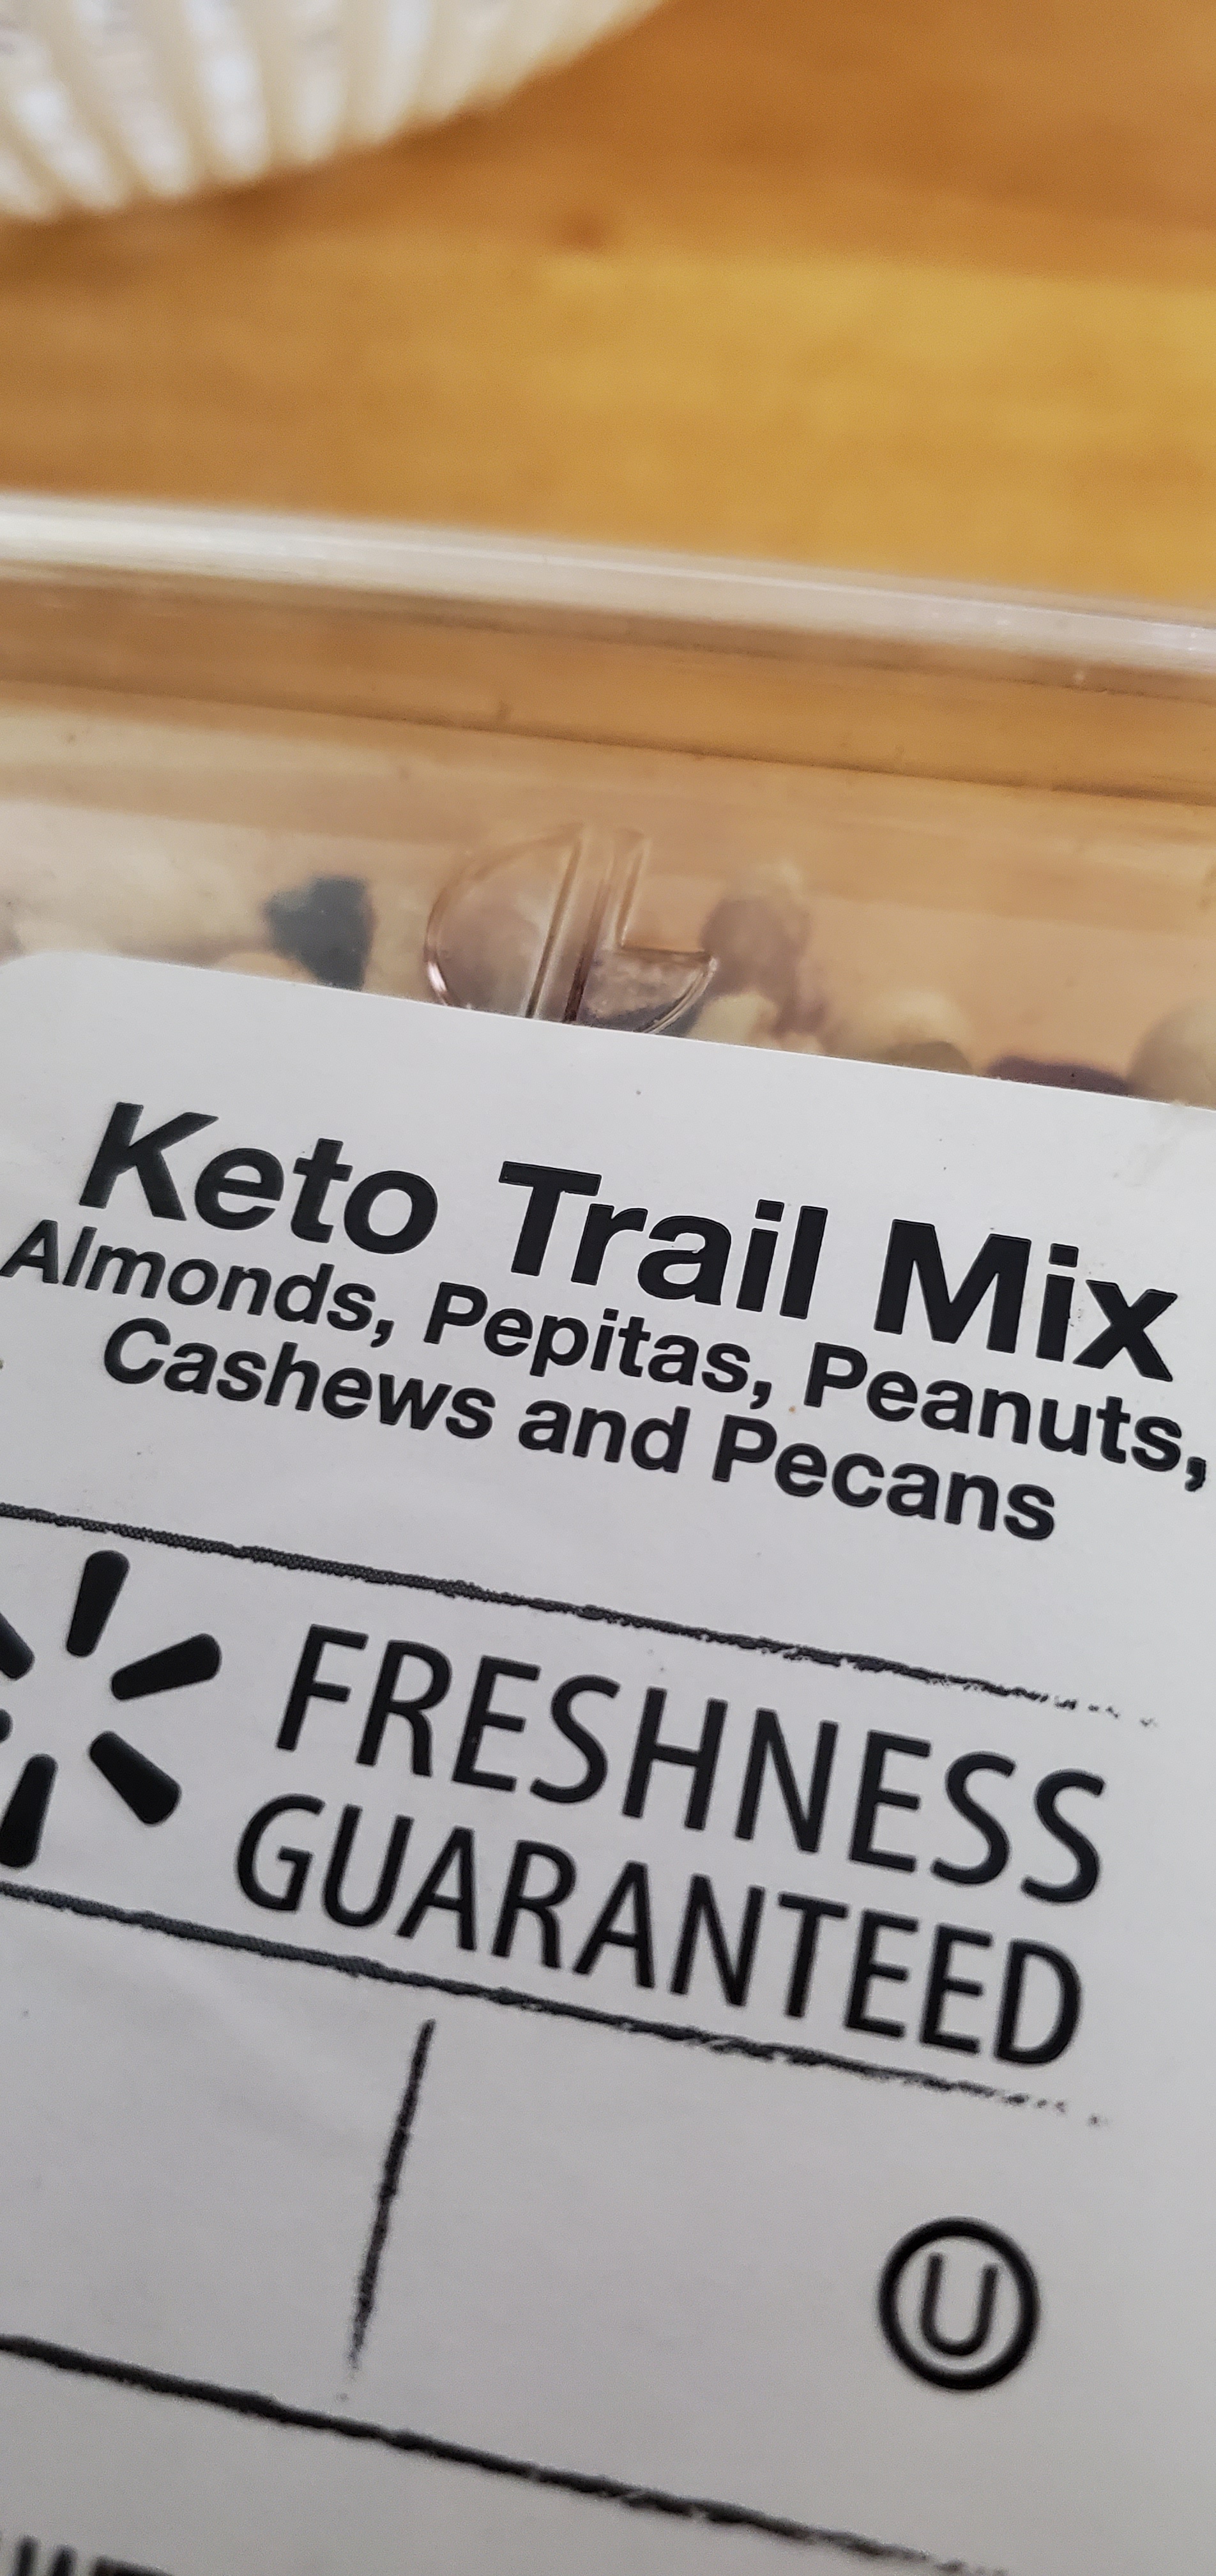 Keto Trail Mix
Almonds, Pepitas, Peanuts,
Cashews and Pecans
FRESHNESS
GUARANTEED
U